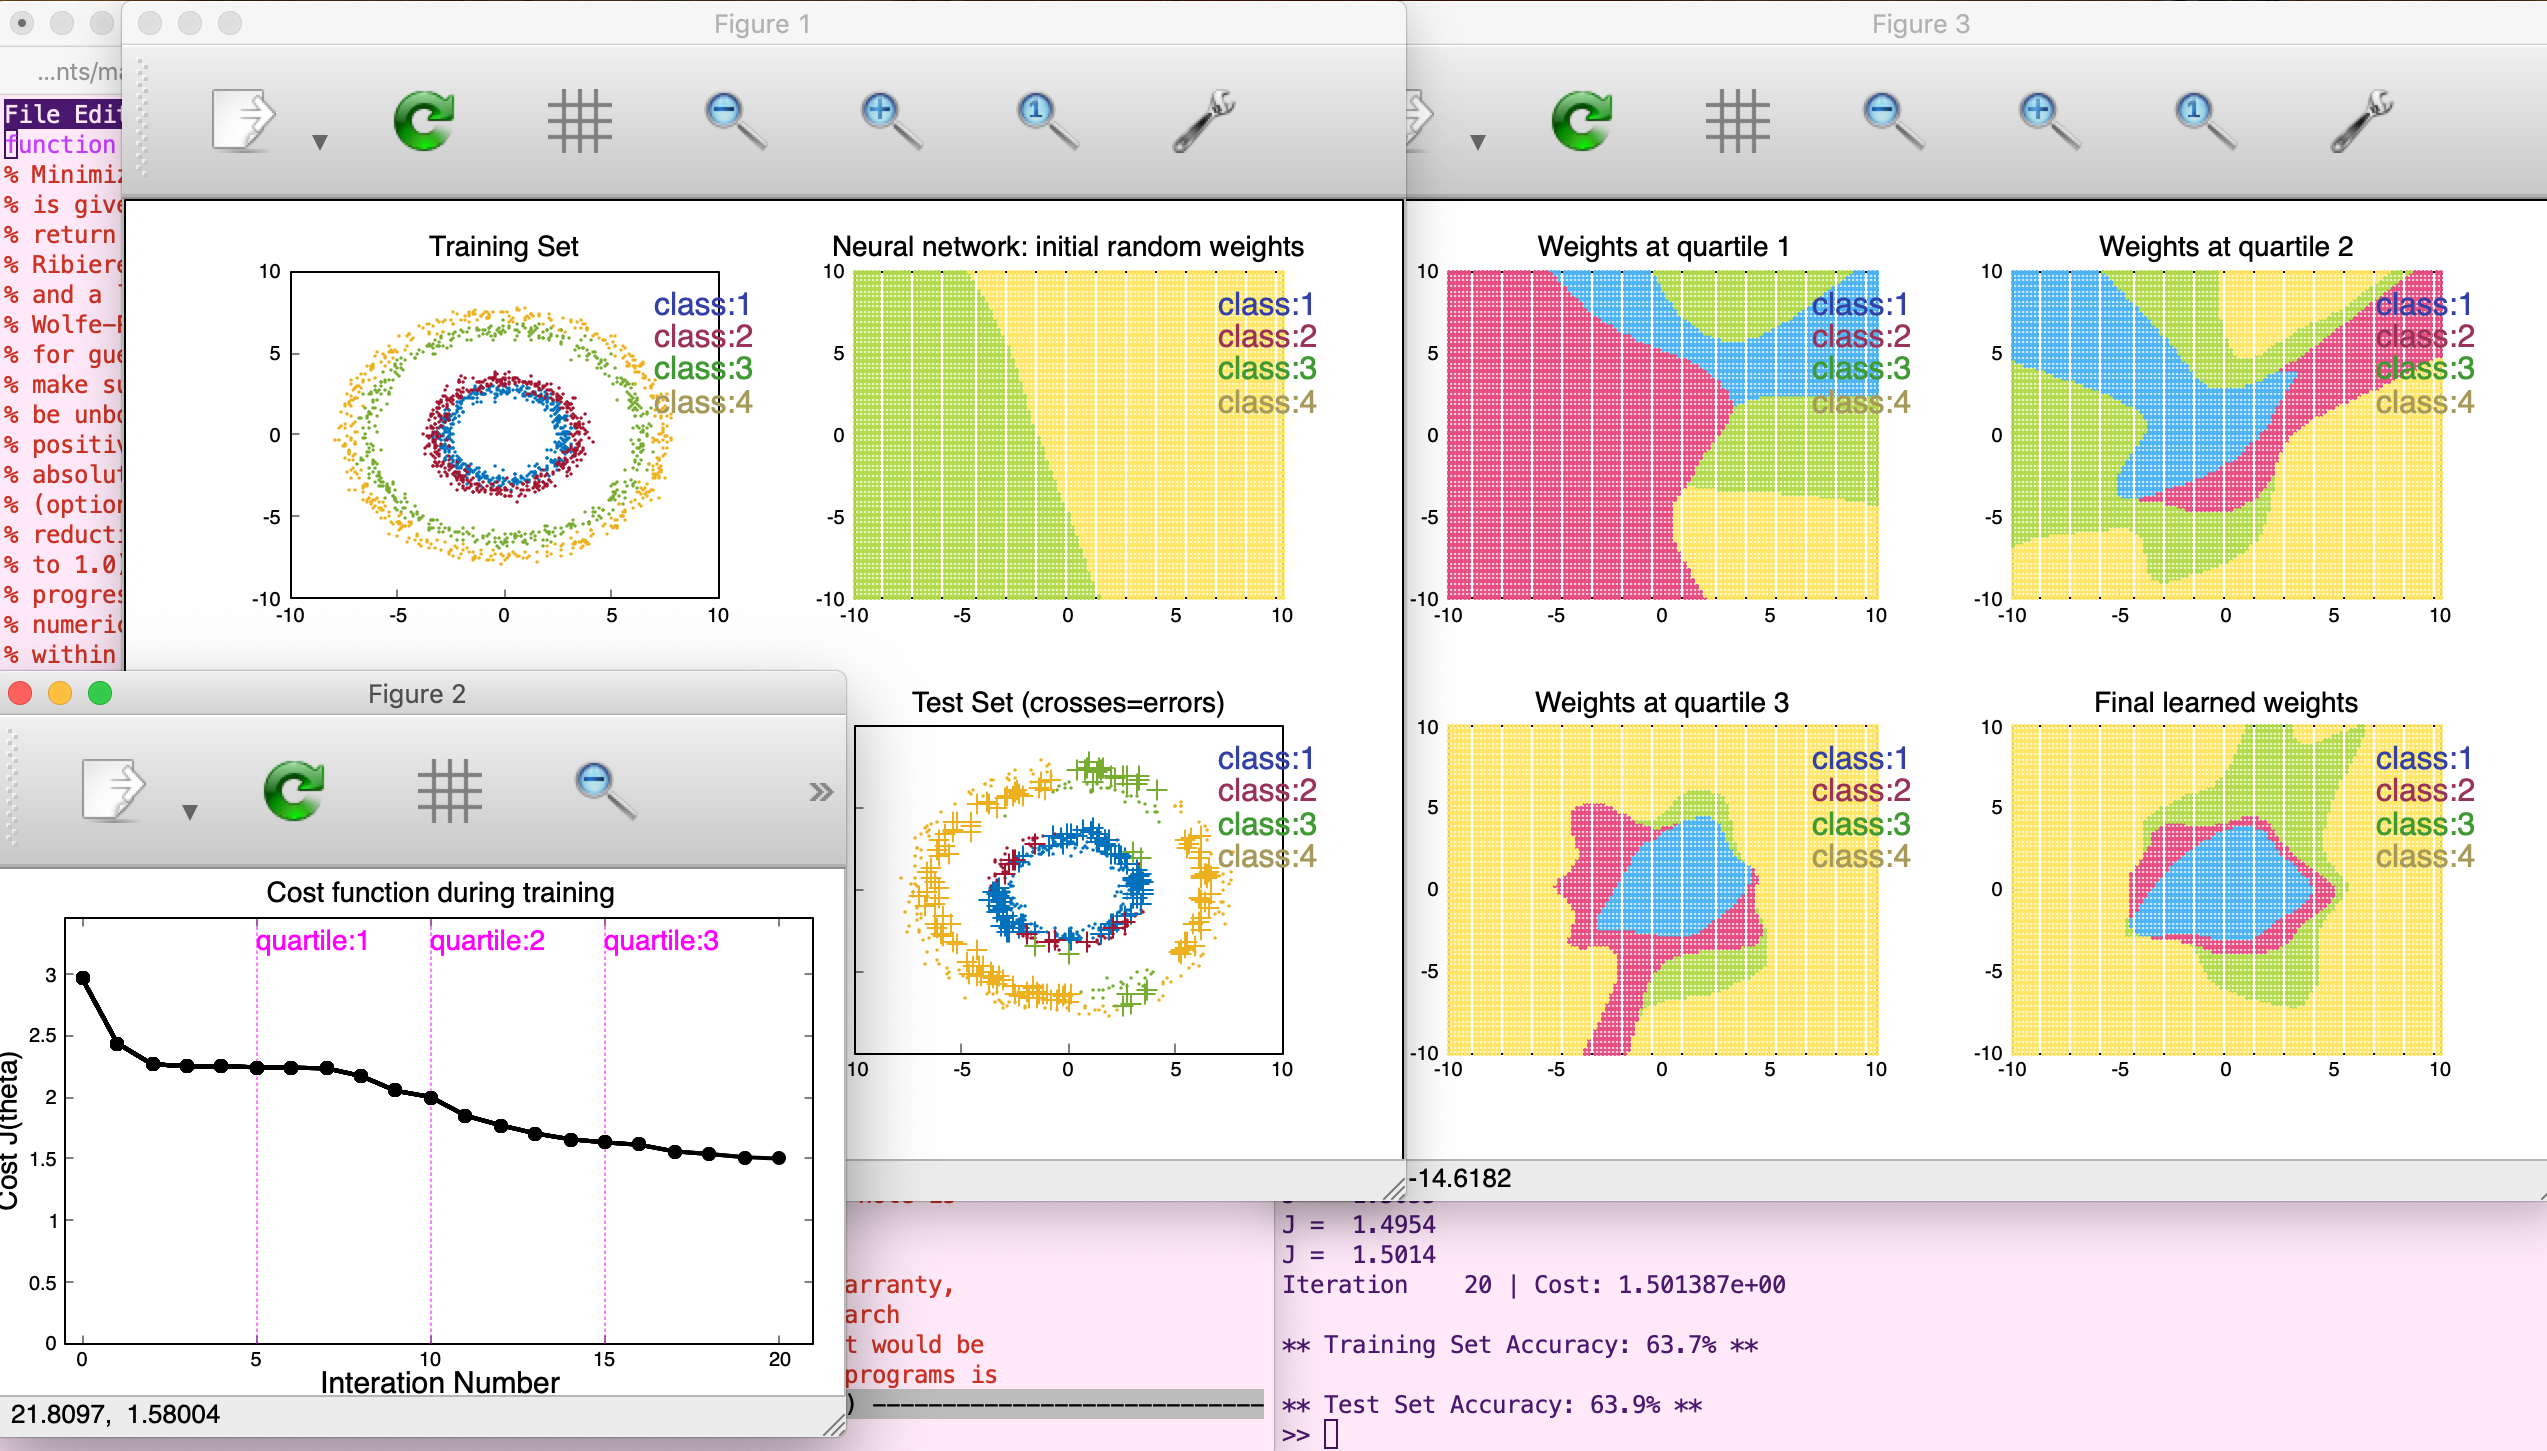 Figure 1
Figure 3
...nts/ma
File Edit
function
% Minimiz
% is give
% return
% Ribiere
% and a
% Wolfe-P
% for gue
% make su
% be unbo
% positiv
% absolut
% (option
% reducti
% to 1.0)
% progres
% numeric
% within
Training Set
10
5
0
-5
-10
-10
-5
0
5
10
class:1
class:2
class:3
class:4
Neural network: initial random weights
10
5
0
-5
-10
-10
-5
0
5
10
class:1
class:2
class:3
class:4
Weights at quartile 1
10
5
0
-5
-10
-10
-5
0
5
10
class:1
class:2
class:3
class:4
Weights at quartile 2
10
5
0
-5
-10
-10
-5
0
5
10
class:1
class:2
class:3
class:4
Figure 2
Cost function during training
quartile:1
quartile:2
quartile:3
3
2.5
2
1.5
1
0.5
0
0
5
10
15
20
Cost J(theta)
Interation Number
21.8097, 1.58004
Test Set (crosses=errors)
class:1
class:2
class:3
class:4
10
-5
0
5
10
Weights at quartile 3
10
5
0
-5
-10
-10
-5
0
5
10
class:1
class:2
class:3
class:4
Final learned weights
10
5
0
-5
-10
-10
-5
0
5
10
class:1
class:2
class:3
class:4
-14.6182
arranty,
arch
t would be
programs is
) ----------------------------
J = 1.4954
J = 1.5014
Iteration 20 | Cost: 1.501387e+00
** Training Set Accuracy: 63.7% **
** Test Set Accuracy: 63.9% **
>>